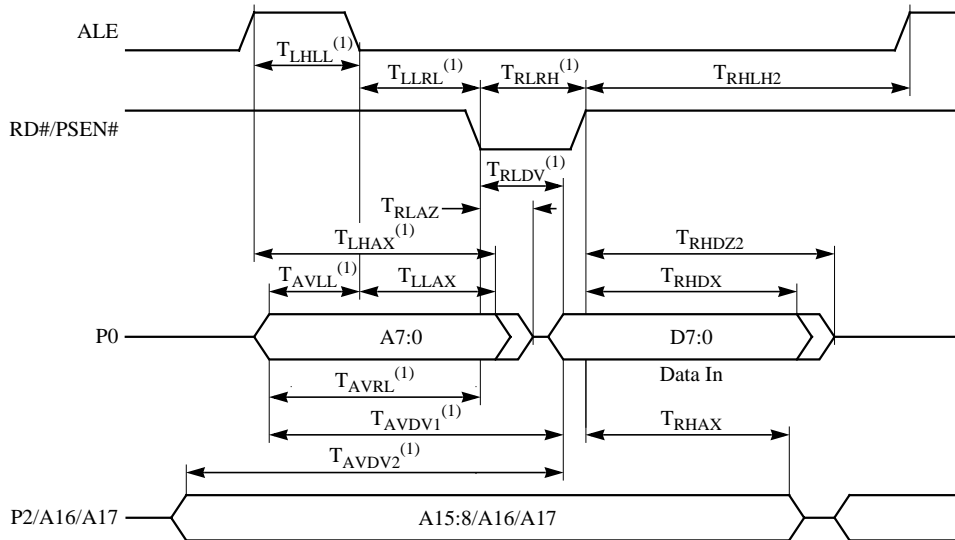 ALE
T_LHLL(1)
T_LLRL(1) T_RLRH(1) T_RHLH2
RD#/PSEN#
T_RLDV(1)
T_RLAZ
T_LHAX(1) T_RHDZ2
T_AVLL(1) T_LLAX T_RHDX
P0 A7:0 D7:0
Data In
T_AVRL(1)
T_AVDV1(1) T_RHAX
T_AVDV2(1)
P2/A16/A17 A15:8/A16/A17